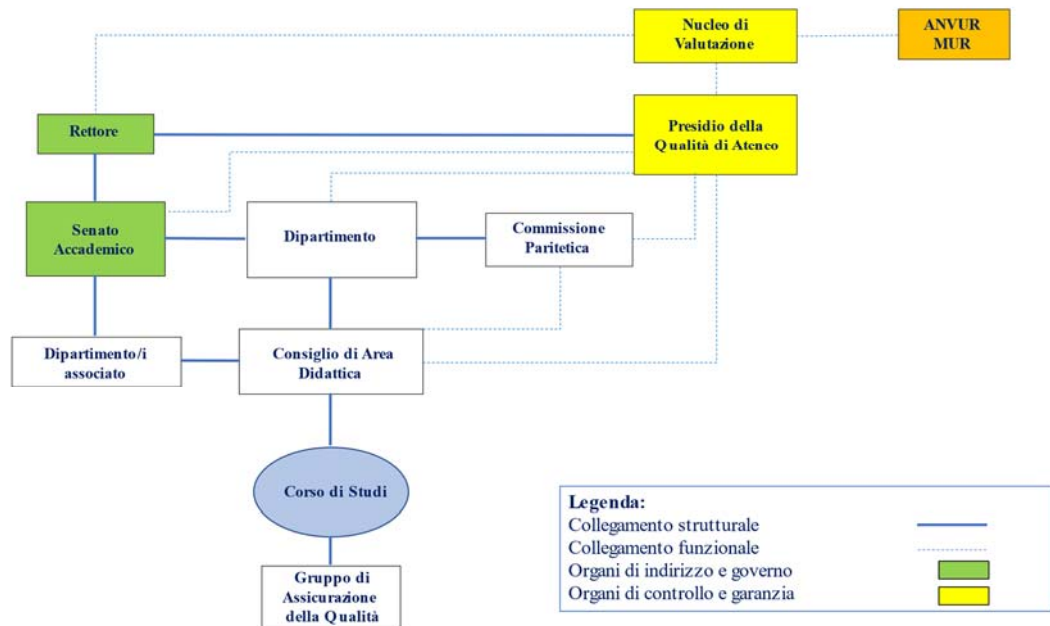 Nucleo di
Valutazione
ANVUR
MUR
Rettore
Presidio della
Qualità di Ateneo
Senato
Accademico
Dipartimento
Commissione
Paritetica
Dipartimento/i
associato
Consiglio di Area
Didattica
Corso di Studi
Gruppo di
Assicurazione
della Qualità
Legenda:
Collegamento strutturale
Collegamento funzionale
Organi di indirizzo e governo
Organi di controllo e garanzia